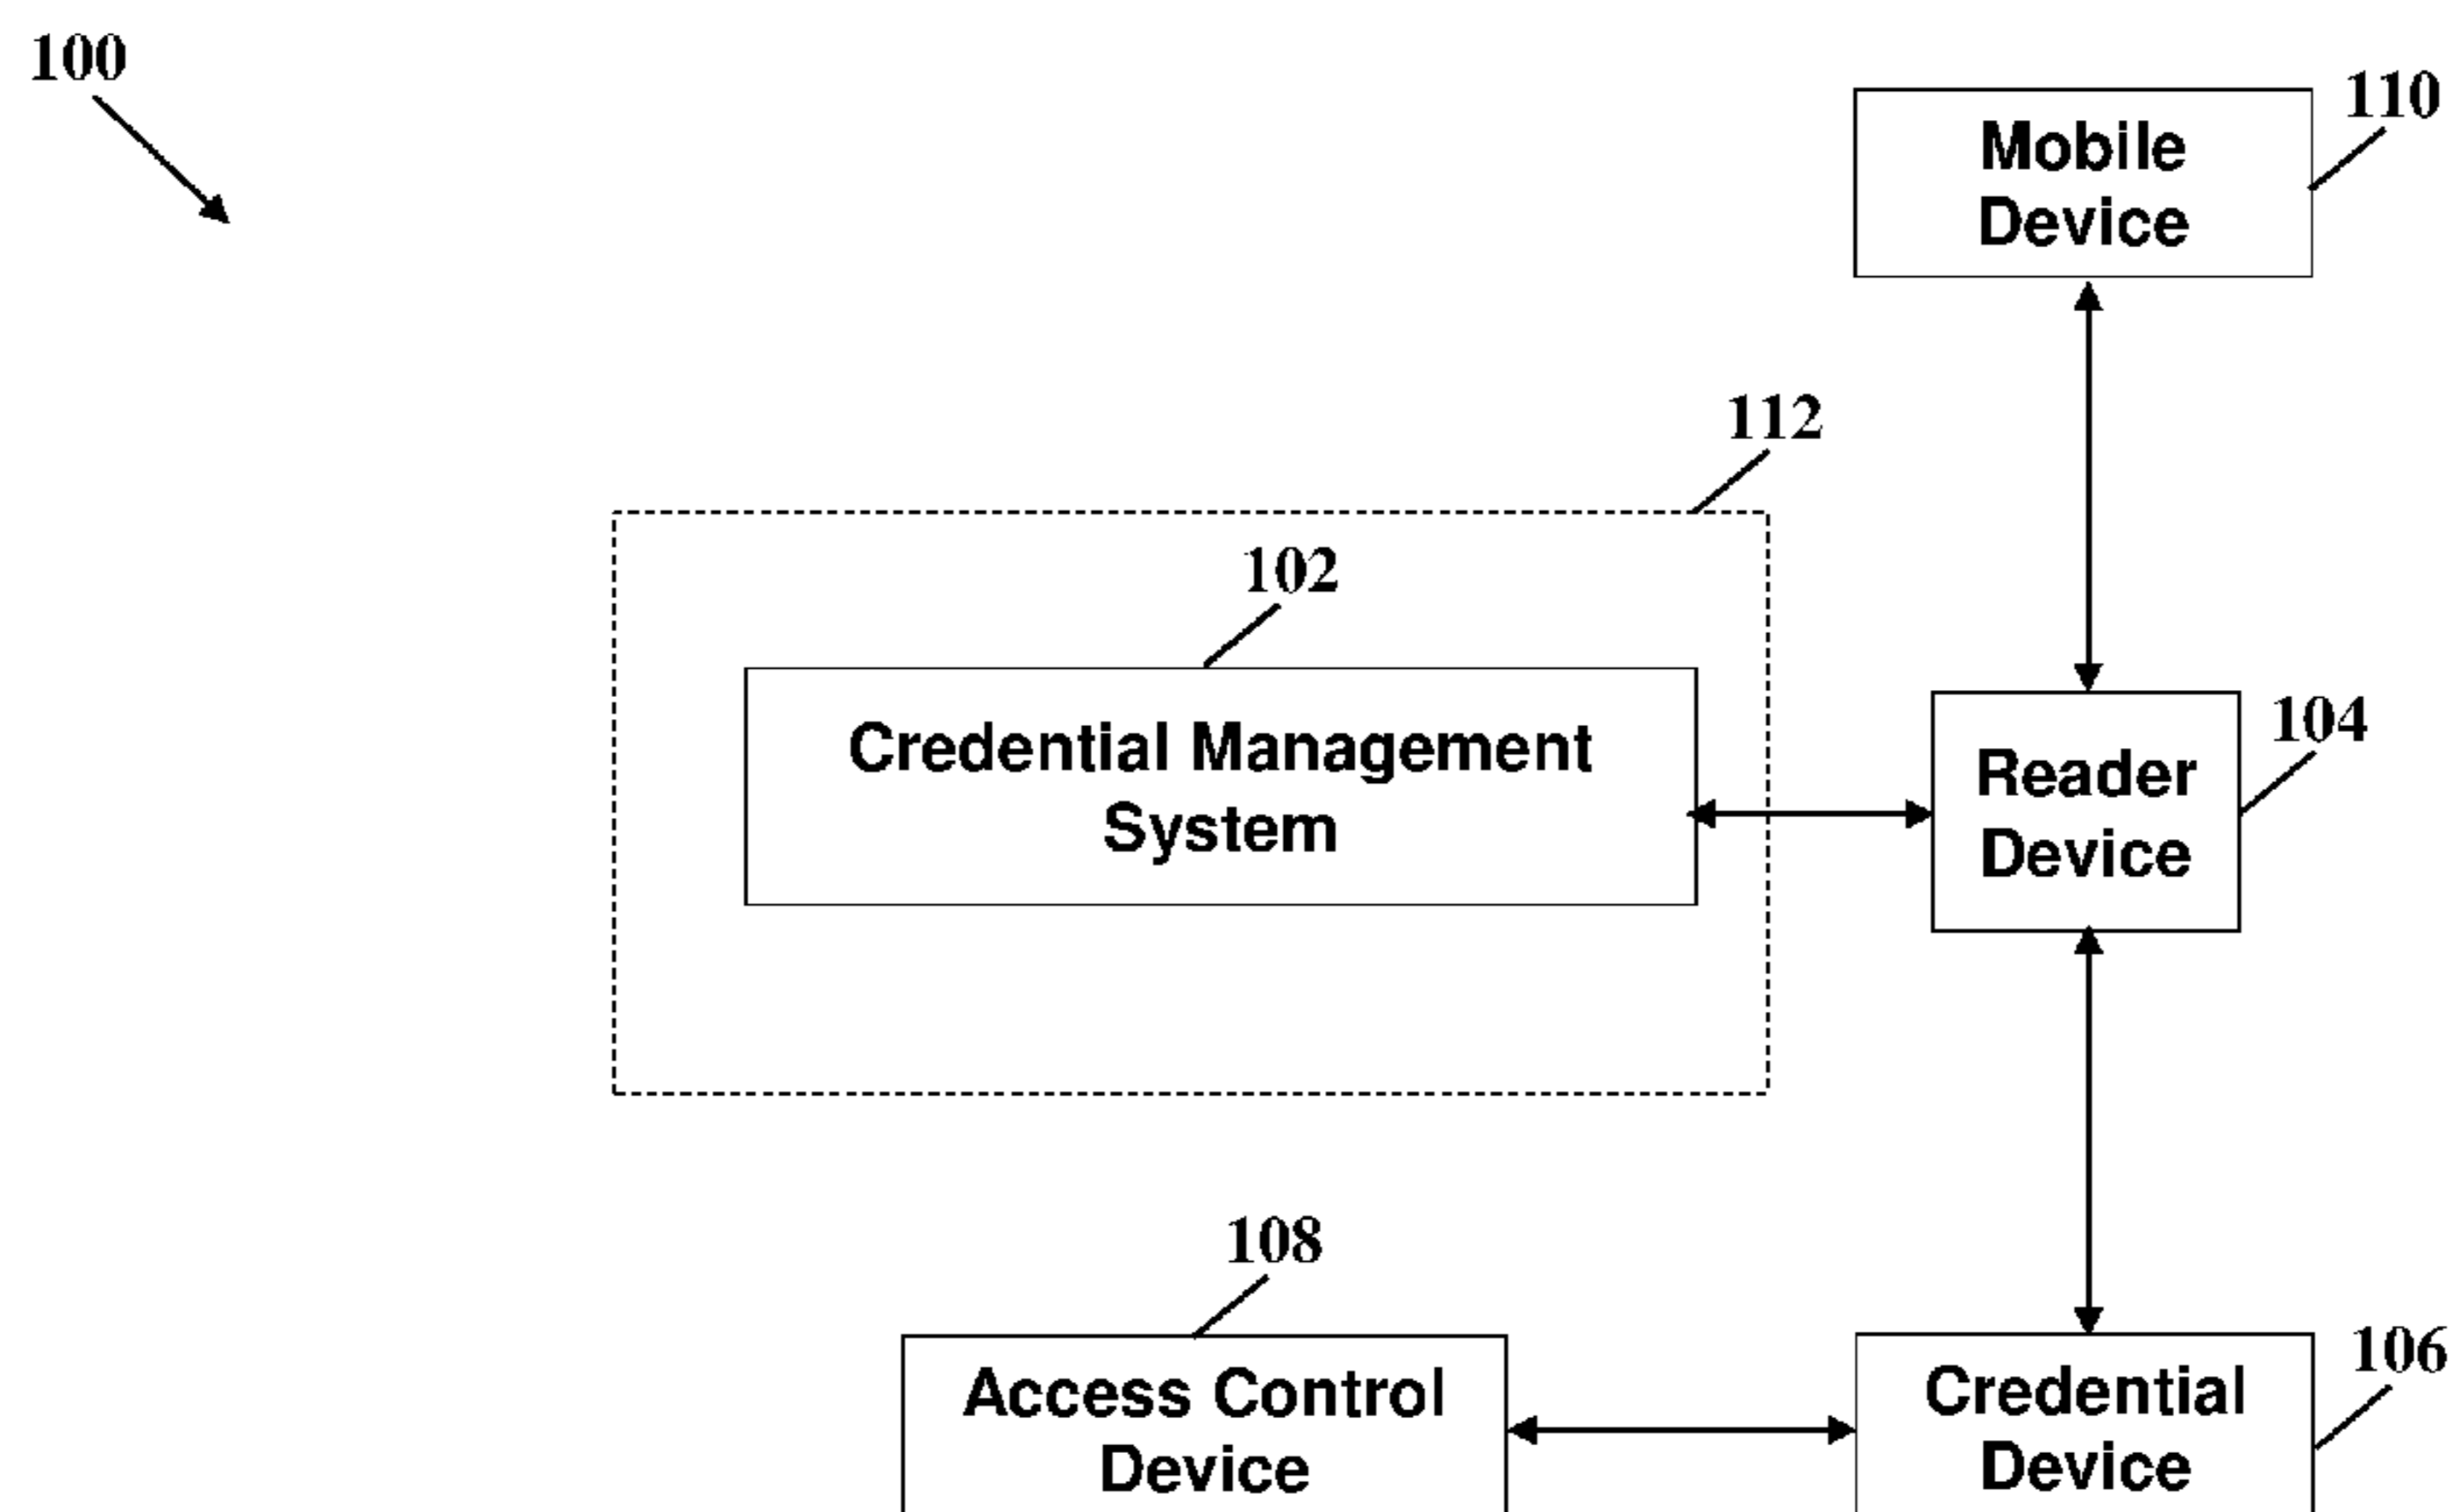 100
110
Mobile
Device
112
102
Credential Management
System
104
Reader
Device
108
Access Control
Device
106
Credential
Device